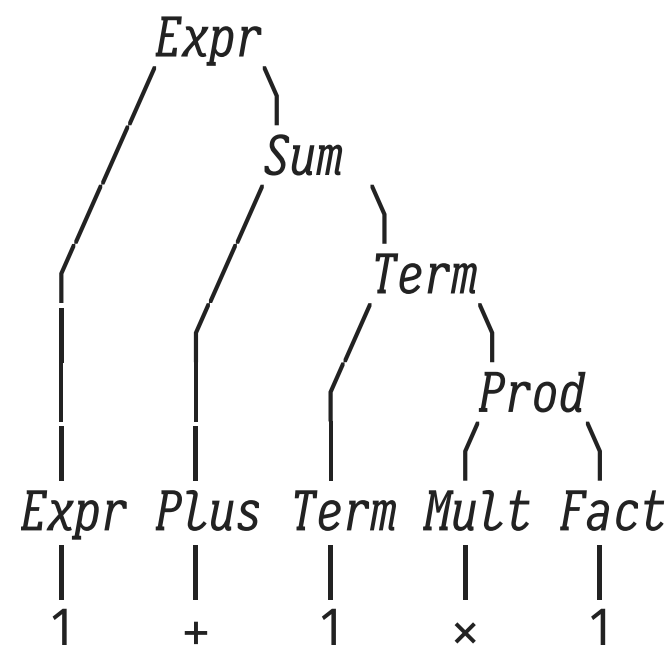 Expr
Sum
Term
Prod
Expr Plus Term Mult Fact
1 + 1 × 1